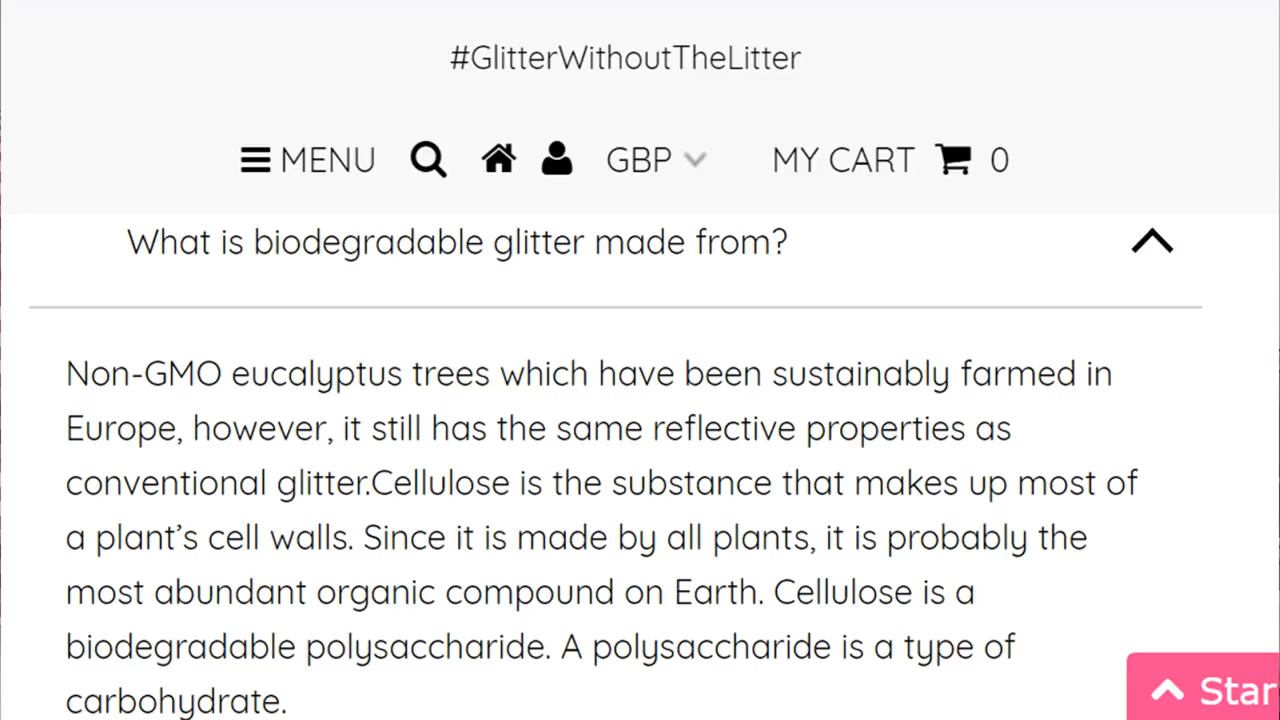 #GlitterWithoutTheLitter
MENU GBP MY CART 0
What is biodegradable glitter made from?
Non-GMO eucalyptus trees which have been sustainably farmed in
Europe, however, it still has the same reflective properties as
conventional glitter.Cellulose is the substance that makes up most of
a plant’s cell walls. Since it is made by all plants, it is probably the
most abundant organic compound on Earth. Cellulose is a
biodegradable polysaccharide. A polysaccharide is a type of
carbohydrate.
Star